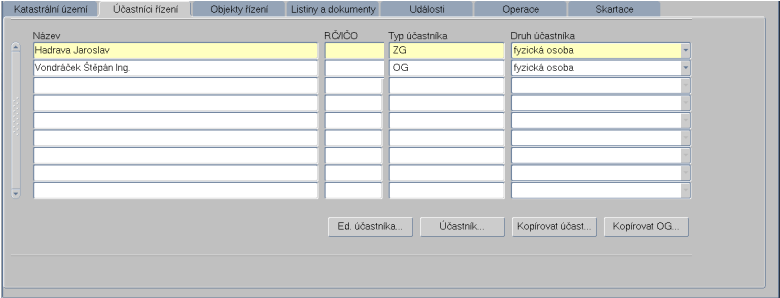 Katastrální území Účastníci řízení Objekty řízení Listiny a dokumenty Události Operace Skartace
Název RČ/IČO Typ účastníka Druh účastníka
Hadrava Jaroslav ZG fyzická osoba
Vondráček Štěpán Ing. OG fyzická osoba
Ed. účastníka... Účastník... Kopírovat účast... Kopírovat OG...